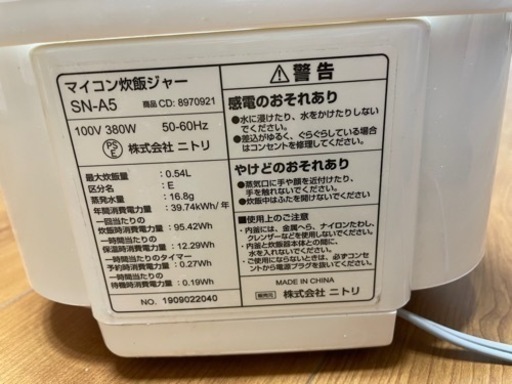 マイコン炊飯ジャー
SN-A5 商品CD: 8970921
100V 380W 50-60Hz
PSE 株式会社 ニトリ
最大炊飯量 : 0.54L
区分名 : E
蒸発水量 : 16.8g
年間消費電力量 : 39.74kWh/年
一回当たりの
炊飯時消費電力量 : 95.42Wh
一時間当たりの
保温時消費電力量 : 12.29Wh
一時間当たりのタイマー
予約時消費電力量 : 0.27Wh
一時間当たりの
待機時消費電力量 : 0.19Wh
NO. 1909022040
警告
感電のおそれあり
●水に浸けたり、水をかけたりしない
でください。
●差込がゆるく、ぐらぐらしている場合
はコンセントを修理してください。
やけどのおそれあり
●蒸気口に手や顔を近付けたり、
手を触れないでください。
●炊飯中はふたを開けないでください
■使用上のご注意
・内釜には、金属へら、ナイロンたわし、
クレンザーなどを使用しないでください。
・内釜と炊飯器本体との間に、
水を入れないでください。
・ご使用にならないときは、必ずコンセ
ントから電源プラグを抜いてください。
MADE IN CHINA
販売元 株式会社 ニトリ